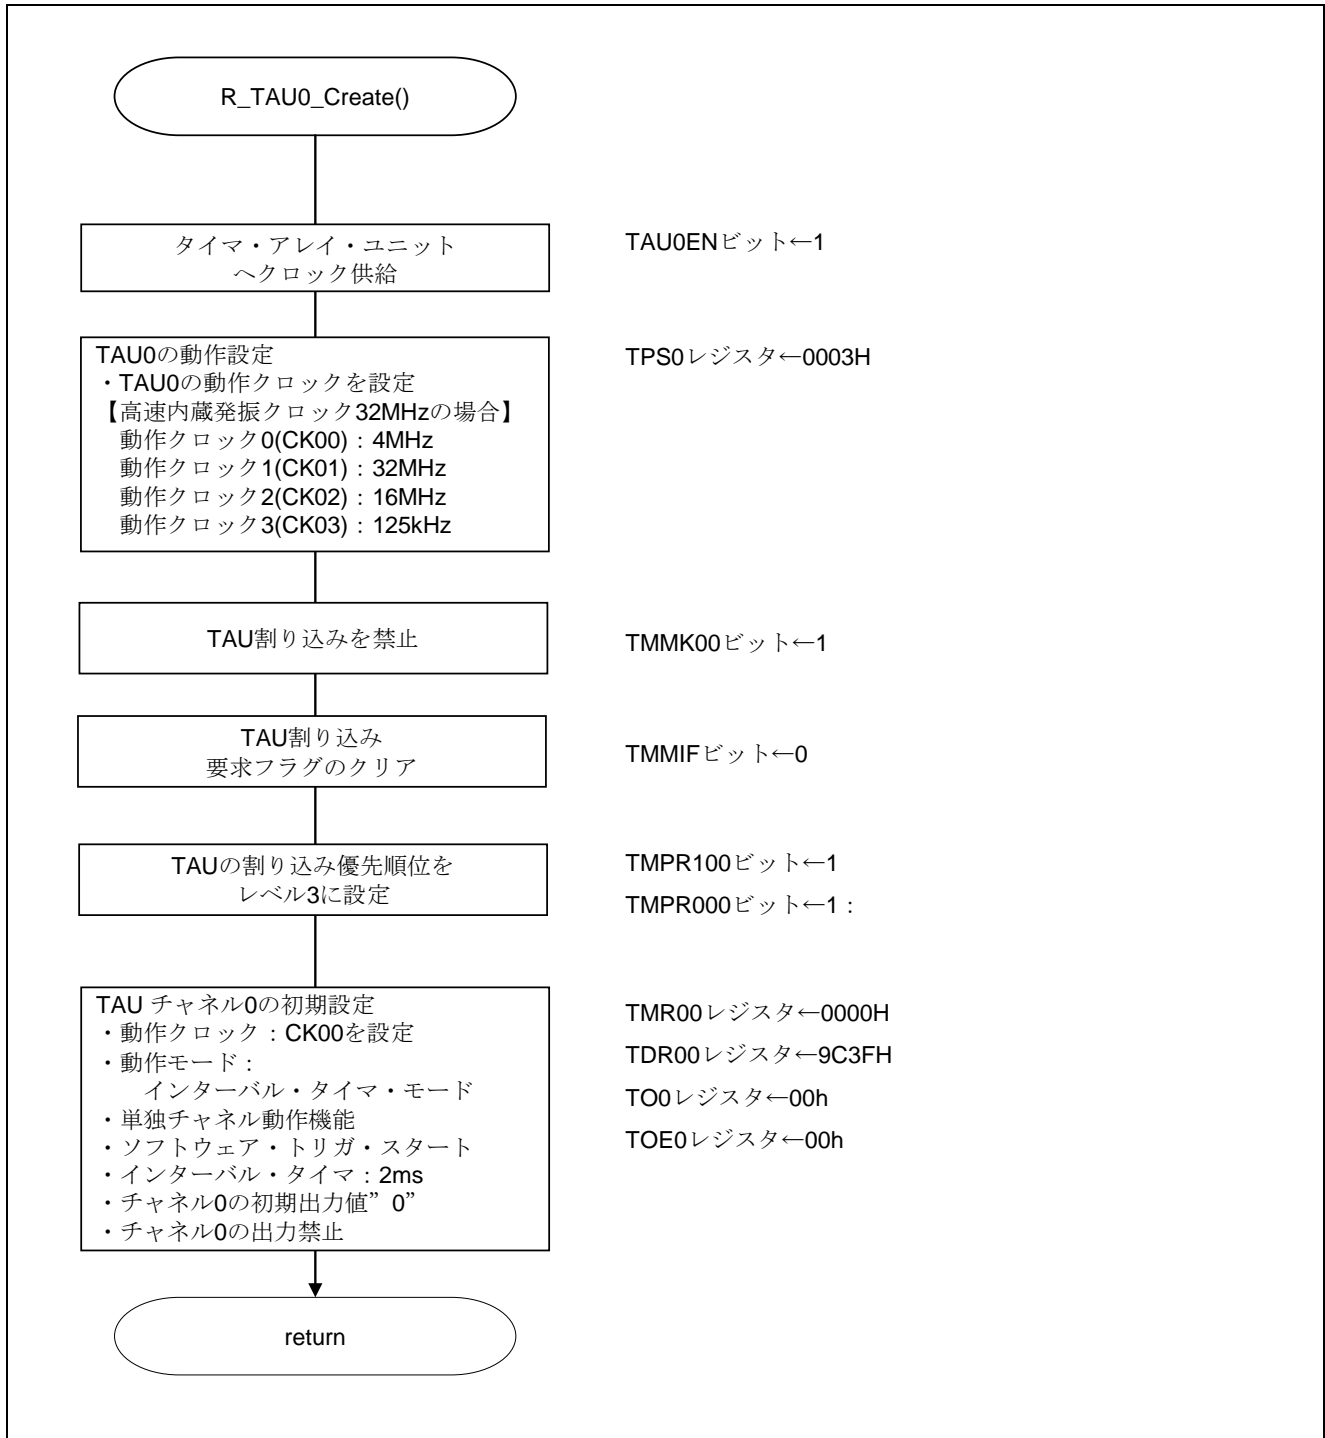 R_TAU0_Create()
タイマ・アレイ・ユニット
へクロック供給
TAU0ENビット←1
TAU0の動作設定
・TAU0の動作クロックを設定
【高速内蔵発振クロック32MHzの場合】
動作クロック0(CK00)：4MHz
動作クロック1(CK01)：32MHz
動作クロック2(CK02)：16MHz
動作クロック3(CK03)：125kHz
TPS0レジスタ←0003H
TAU割り込みを禁止
TMMK00ビット←1
TAU割り込み
要求フラグのクリア
TMMIFビット←0
TAUの割り込み優先順位を
レベル3に設定
TMPR100ビット←1
TMPR000ビット←1：
TAU チャネル0の初期設定
・動作クロック：CK00を設定
・動作モード：
インターバル・タイマ・モード
・単独チャネル動作機能
・ソフトウェア・トリガ・スタート
・インターバル・タイマ：2ms
・チャネル0の初期出力値”0”
・チャネル0の出力禁止
TMR00レジスタ←0000H
TDR00レジスタ←9C3FH
TO0レジスタ←00h
TOE0レジスタ←00h
return